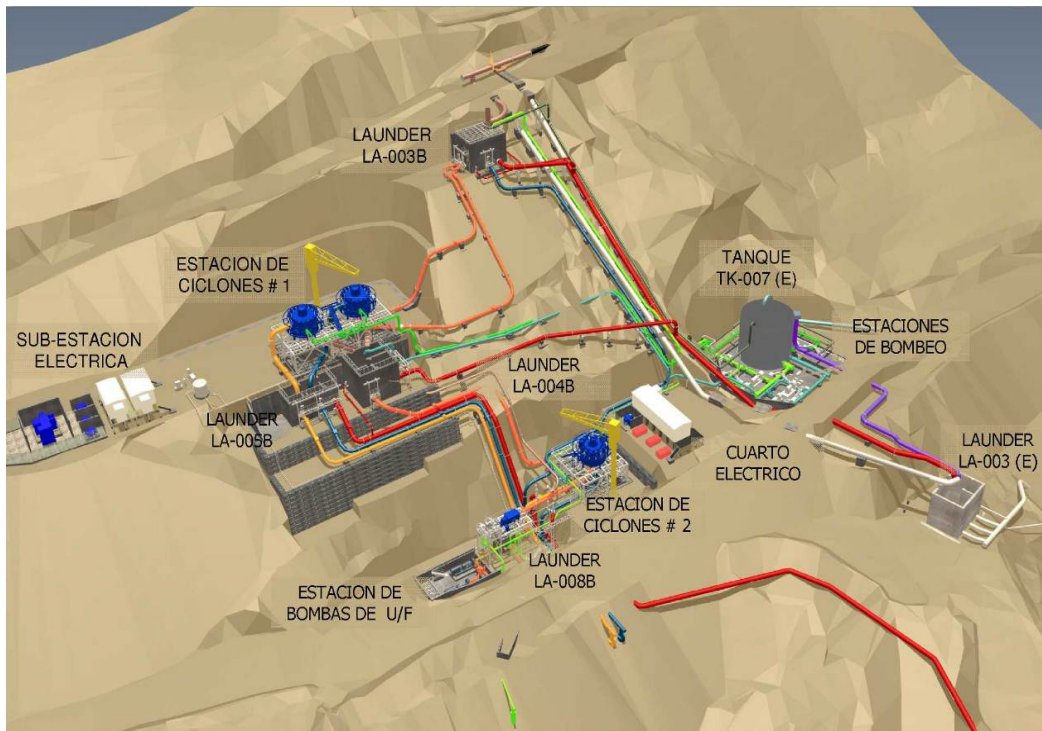 LAUNDER
LA-003B
ESTACION DE
CICLONES # 1
TANQUE
TK-007 (E)
SUB-ESTACION
ELECTRICA
ESTACIONES
DE BOMBEO
LAUNDER
LA-004B
LAUNDER
LA-005B
CUARTO
ELECTRICO
LAUNDER
LA-003 (E)
ESTACION DE
CICLONES # 2
LAUNDER
LA-008B
ESTACION DE
BOMBAS DE U/F